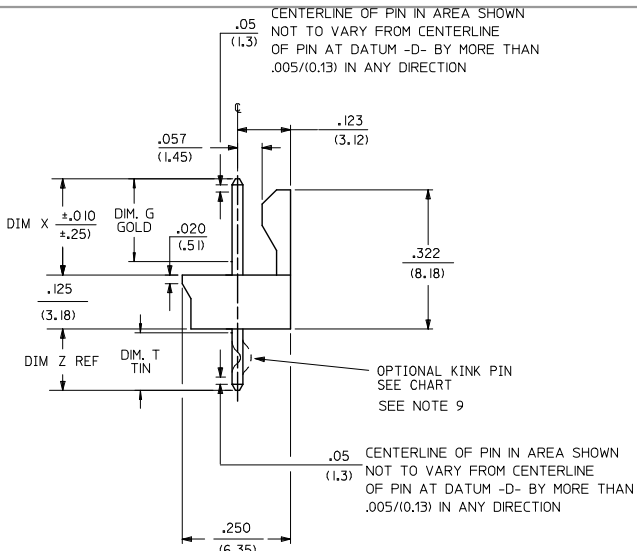 .05
(1.3)
CENTERLINE OF PIN IN AREA SHOWN
NOT TO VARY FROM CENTERLINE
OF PIN AT DATUM -D- BY MORE THAN
.005/(0.13) IN ANY DIRECTION
℄
.123
(3.12)
.057
(1.45)
DIM X ±.010
±.25)
DIM. G
GOLD
.020
(.51)
.322
(8.18)
.125
(3.18)
DIM Z REF
DIM. T
TIN
OPTIONAL KINK PIN
SEE CHART
SEE NOTE 9
.05
(1.3)
CENTERLINE OF PIN IN AREA SHOWN
NOT TO VARY FROM CENTERLINE
OF PIN AT DATUM -D- BY MORE THAN
.005/(0.13) IN ANY DIRECTION
.250
(6.35)